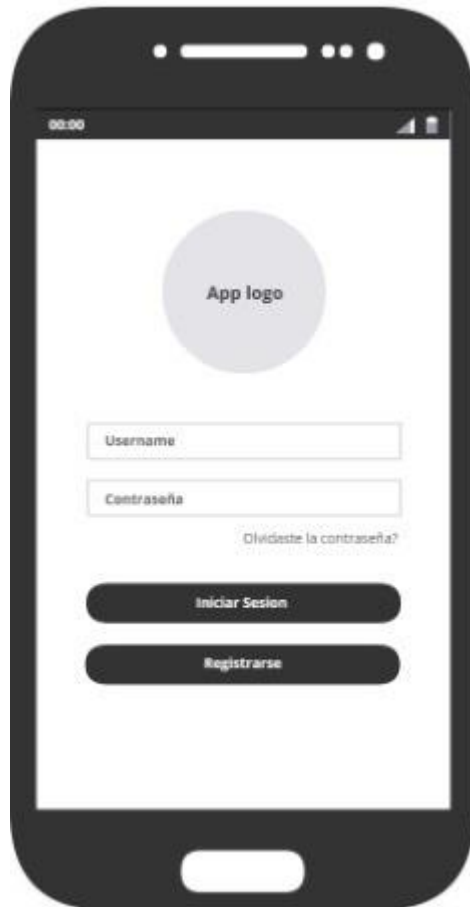 00:00
App logo
Username
Contraseña
Olvidaste la contraseña?
Iniciar Sesion
Registrarse